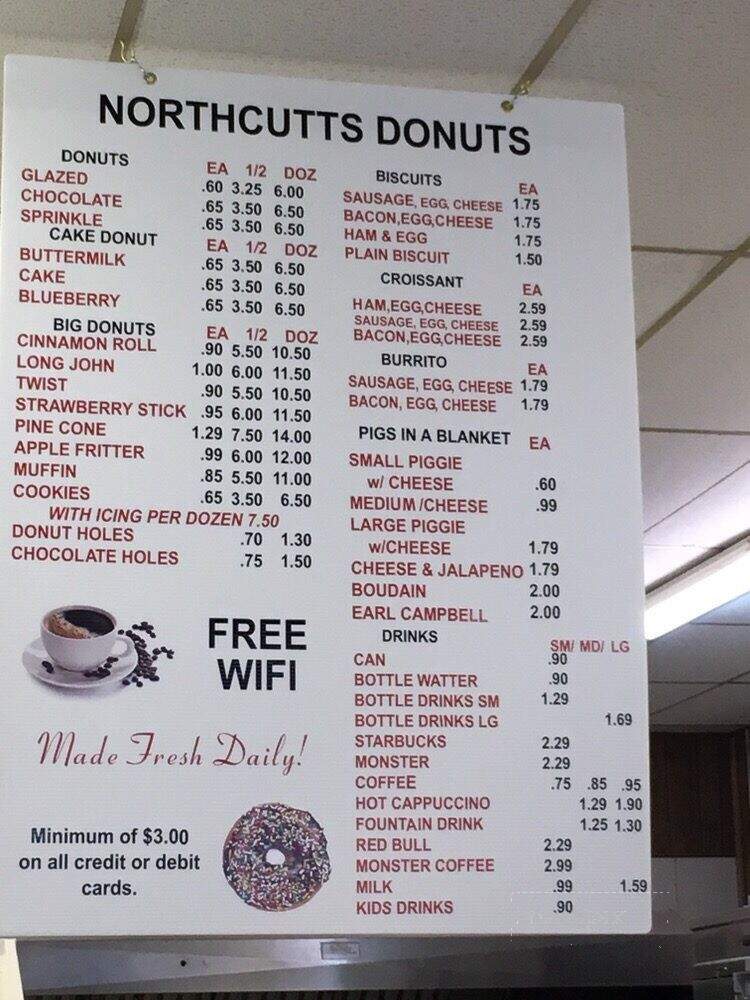 NORTHCUTTS DONUTS
DONUTS EA 1/2 DOZ
GLAZED .60 3.25 6.00
CHOCOLATE .65 3.50 6.50
SPRINKLE .65 3.50 6.50
CAKE DONUT EA 1/2 DOZ
BUTTERMILK .65 3.50 6.50
CAKE .65 3.50 6.50
BLUEBERRY .65 3.50 6.50
BIG DONUTS EA 1/2 DOZ
CINNAMON ROLL .90 5.50 10.50
LONG JOHN 1.00 6.00 11.50
TWIST .90 5.50 10.50
STRAWBERRY STICK .95 6.00 11.50
PINE CONE 1.29 7.50 14.00
APPLE FRITTER .99 6.00 12.00
MUFFIN .85 5.50 11.00
COOKIES .65 3.50 6.50
WITH ICING PER DOZEN 7.50
DONUT HOLES .70 1.30
CHOCOLATE HOLES .75 1.50
FREE
WIFI
Made Fresh Daily!
Minimum of $3.00
on all credit or debit
cards.
BISCUITS EA
SAUSAGE, EGG, CHEESE 1.75
BACON,EGG,CHEESE 1.75
HAM & EGG 1.75
PLAIN BISCUIT 1.50
CROISSANT EA
HAM,EGG,CHEESE 2.59
SAUSAGE, EGG, CHEESE 2.59
BACON,EGG,CHEESE 2.59
BURRITO EA
SAUSAGE, EGG, CHEESE 1.79
BACON, EGG, CHEESE 1.79
PIGS IN A BLANKET EA
SMALL PIGGIE
w/ CHEESE .60
MEDIUM /CHEESE .99
LARGE PIGGIE
w/CHEESE 1.79
CHEESE & JALAPENO 1.79
BOUDAIN 2.00
EARL CAMPBELL 2.00
DRINKS SM/ MD/ LG
CAN .90
BOTTLE WATTER .90
BOTTLE DRINKS SM 1.29
BOTTLE DRINKS LG 1.69
STARBUCKS 2.29
MONSTER 2.29
COFFEE .75 .85 .95
HOT CAPPUCCINO 1.29 1.90
FOUNTAIN DRINK 1.25 1.30
RED BULL 2.29
MONSTER COFFEE 2.99
MILK .99 1.59
KIDS DRINKS .90